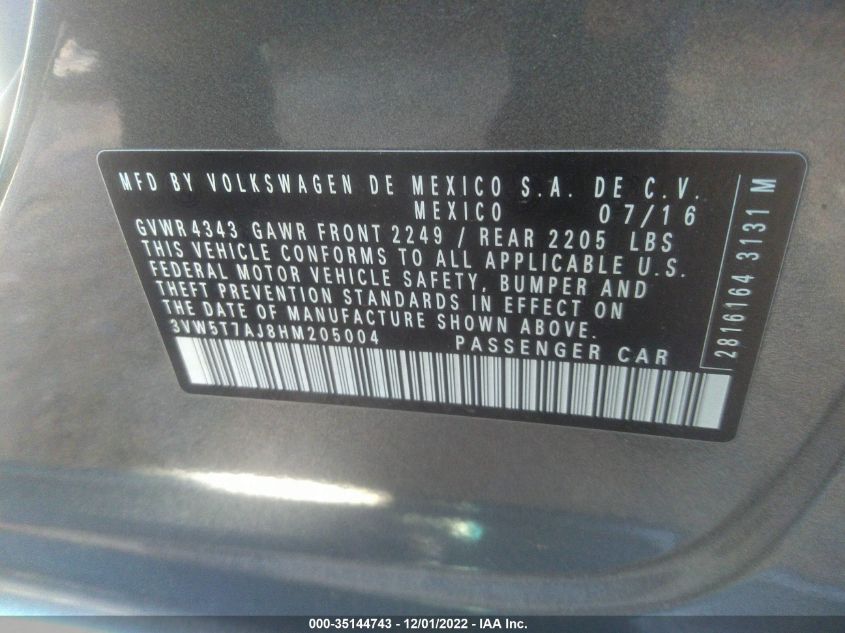 MFD BY VOLKSWAGEN DE MEXICO S.A. DE C.V.
MEXICO 07/16
GVWR4343 GAWR FRONT 2249 / REAR 2205 LBS
THIS VEHICLE CONFORMS TO ALL APPLICABLE U.S.
FEDERAL MOTOR VEHICLE SAFETY, BUMPER AND
THEFT PREVENTION STANDARDS IN EFFECT ON
THE DATE OF MANUFACTURE SHOWN ABOVE.
3VW5T7AJ8HM205004 PASSENGER CAR
2816164 3131 M
000-35144743 - 12/01/2022 - IAA Inc.